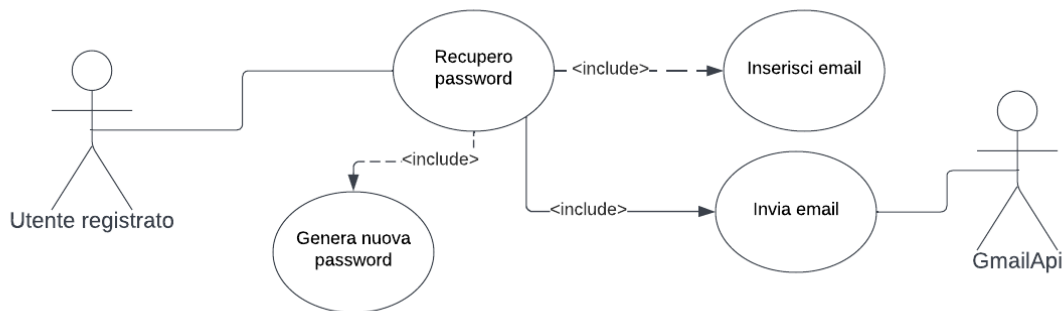 Recupero
password
<include>
Inserisci email
<include>
Utente registrato
<include>
Invia email
Genera nuova
password
GmailApi